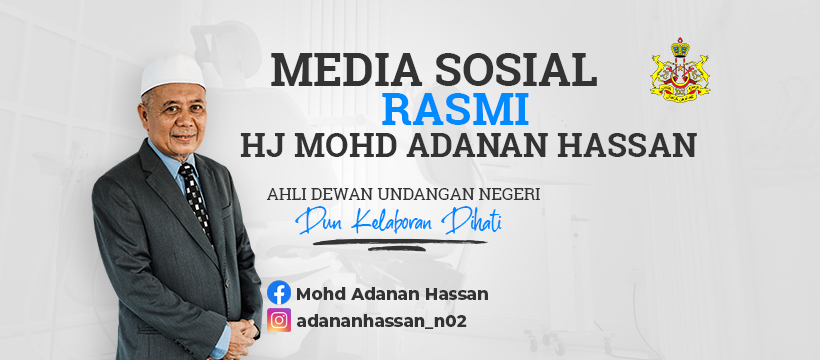 MEDIA SOSIAL
RASMI
HJ MOHD ADANAN HASSAN
AHLI DEWAN UNDANGAN NEGERI
Dun Kelaboran Dihati
Mohd Adanan Hassan
adananhassan_n02